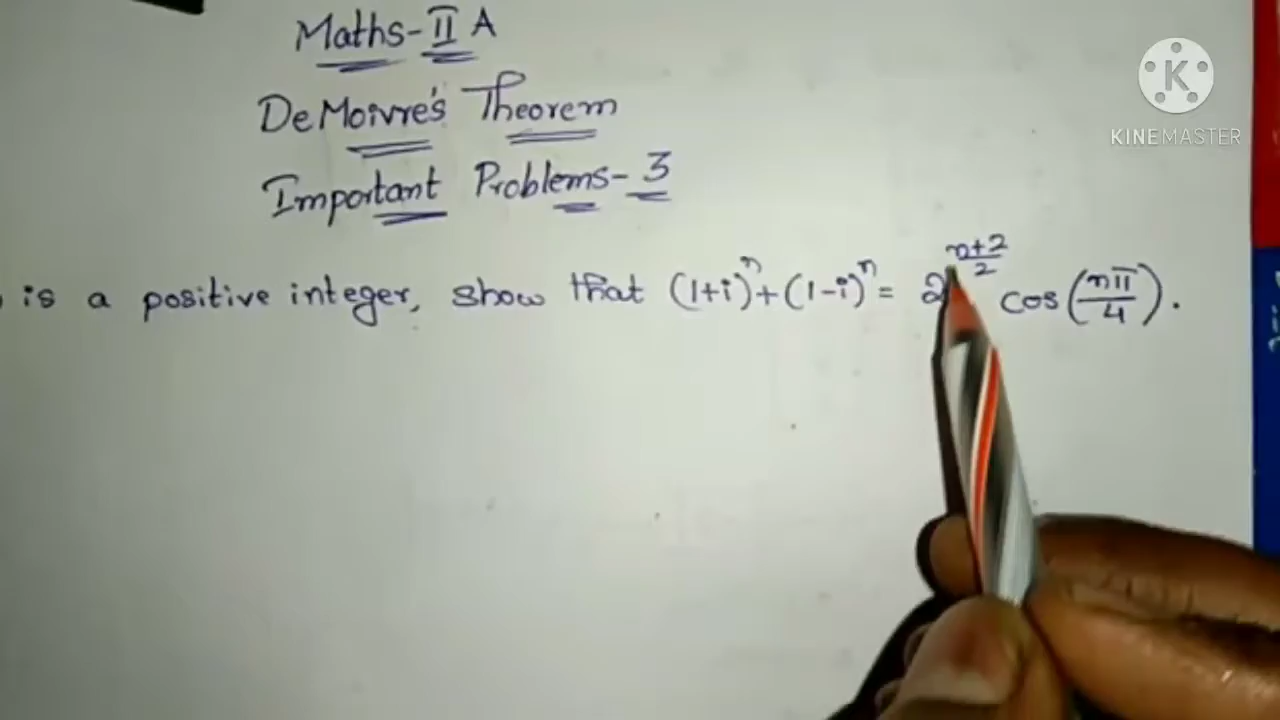 Maths-II A
DeMoivre's Theorem
Important Problems-3
is a positive integer, show that (1+i)^n+(1-i)^n = 2^((n+2)/2) cos(nπ/4).
K
KINEMASTER